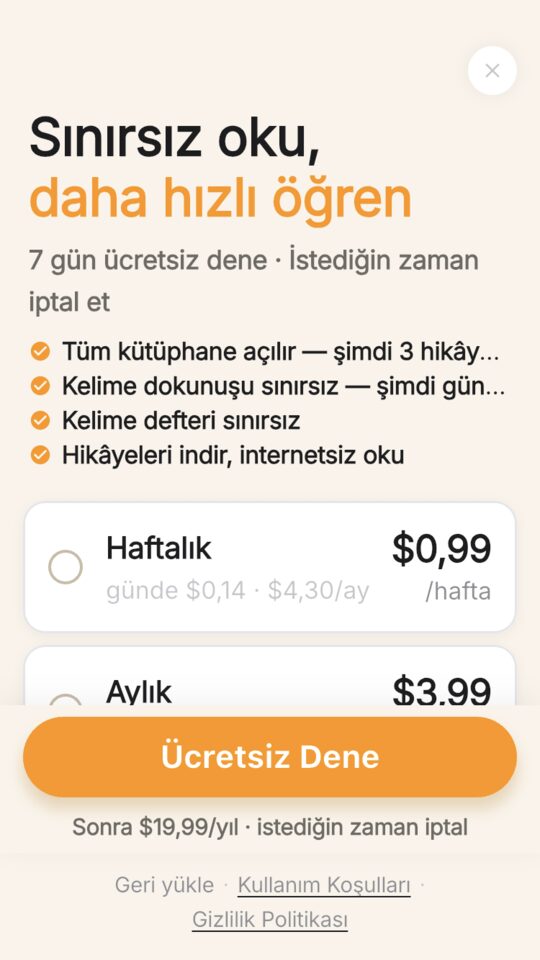 Sınırsız oku,
daha hızlı öğren
7 gün ücretsiz dene · İstediğin zaman
iptal et
Tüm kütüphane açılır — şimdi 3 hikây...
Kelime dokunuşu sınırsız — şimdi gün...
Kelime defteri sınırsız
Hikâyeleri indir, internetsiz oku
Haftalık
$0,99
günde $0,14 · $4,30/ay
/hafta
Aylık
$3,99
Ücretsiz Dene
Sonra $19,99/yıl · istediğin zaman iptal
Geri yükle · Kullanım Koşulları ·
Gizlilik Politikası